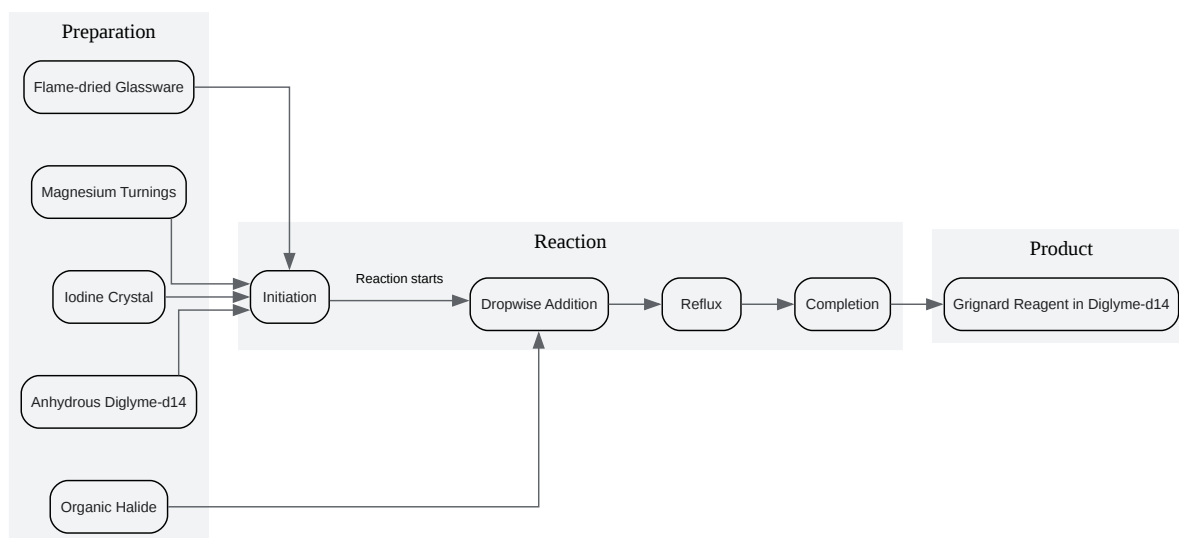 Preparation
Flame-dried Glassware
Magnesium Turnings
Iodine Crystal
Anhydrous Diglyme-d14
Organic Halide
Reaction
Initiation
Reaction starts
Dropwise Addition
Reflux
Completion
Product
Grignard Reagent in Diglyme-d14